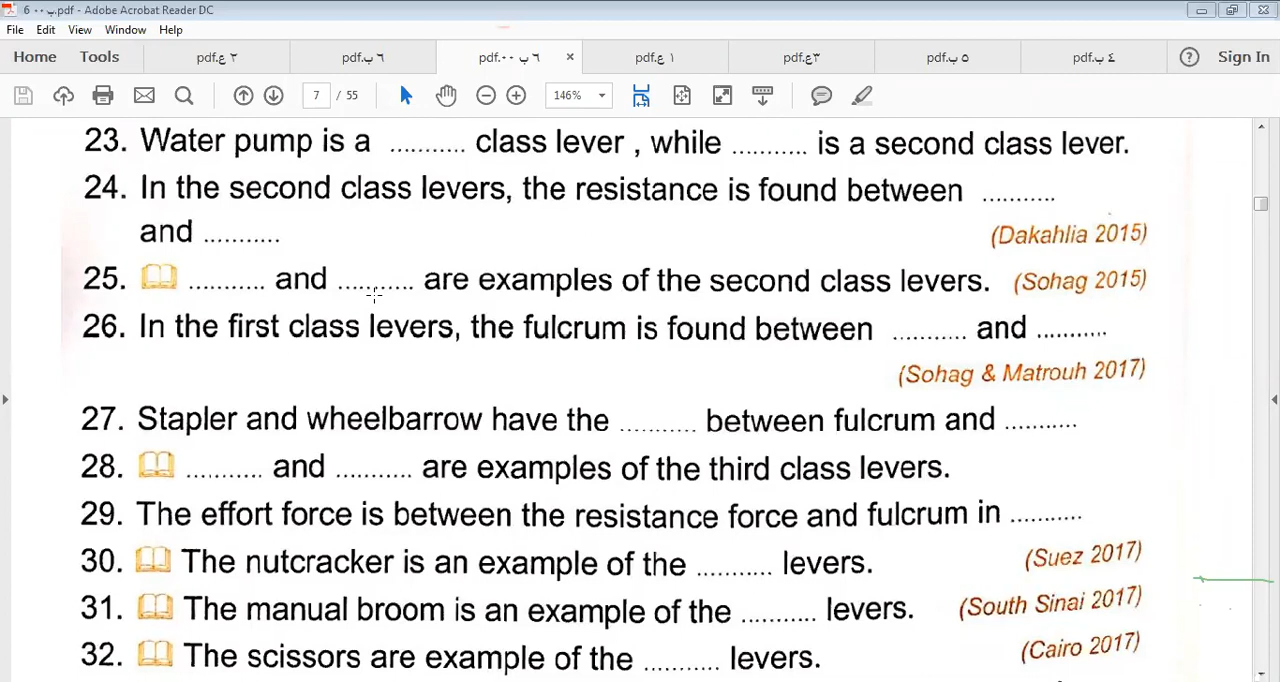 6 ب٠٠.pdf - Adobe Acrobat Reader DC
File Edit View Window Help
Home Tools ٢ ع.pdf ٦ ب.pdf ٦ ب ٠٠.pdf ١ ع.pdf ٣ع.pdf ٥ ب.pdf ٤ ب.pdf Sign In
7 / 55 146%
23. Water pump is a ........... class lever , while ........... is a second class lever.
24. In the second class levers, the resistance is found between ...........
and ........... (Dakahlia 2015)
25. ........... and ........... are examples of the second class levers. (Sohag 2015)
26. In the first class levers, the fulcrum is found between ........... and ...........
(Sohag & Matrouh 2017)
27. Stapler and wheelbarrow have the ........... between fulcrum and ...........
28. ........... and ........... are examples of the third class levers.
29. The effort force is between the resistance force and fulcrum in ...........
30. The nutcracker is an example of the ........... levers. (Suez 2017)
31. The manual broom is an example of the ........... levers. (South Sinai 2017)
32. The scissors are example of the ........... levers. (Cairo 2017)